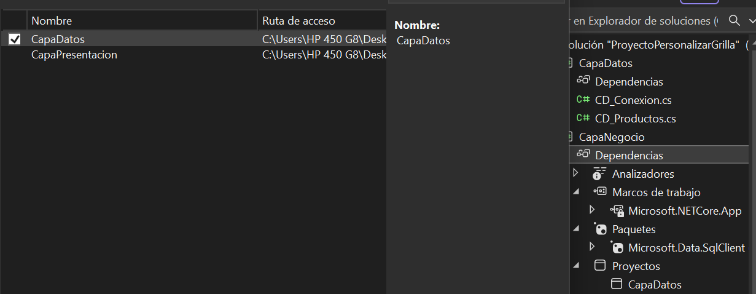 Nombre
Ruta de acceso
CapaDatos
C:\Users\HP 450 G8\Desk
CapaPresentacion
C:\Users\HP 450 G8\Desk
Nombre:
CapaDatos
r en Explorador de soluciones (
olución "ProyectoPersonalizarGrilla" (
CapaDatos
Dependencias
C# CD_Conexion.cs
C# CD_Productos.cs
CapaNegocio
Dependencias
Analizadores
Marcos de trabajo
Microsoft.NETCore.App
Paquetes
Microsoft.Data.SqlClient
Proyectos
CapaDatos